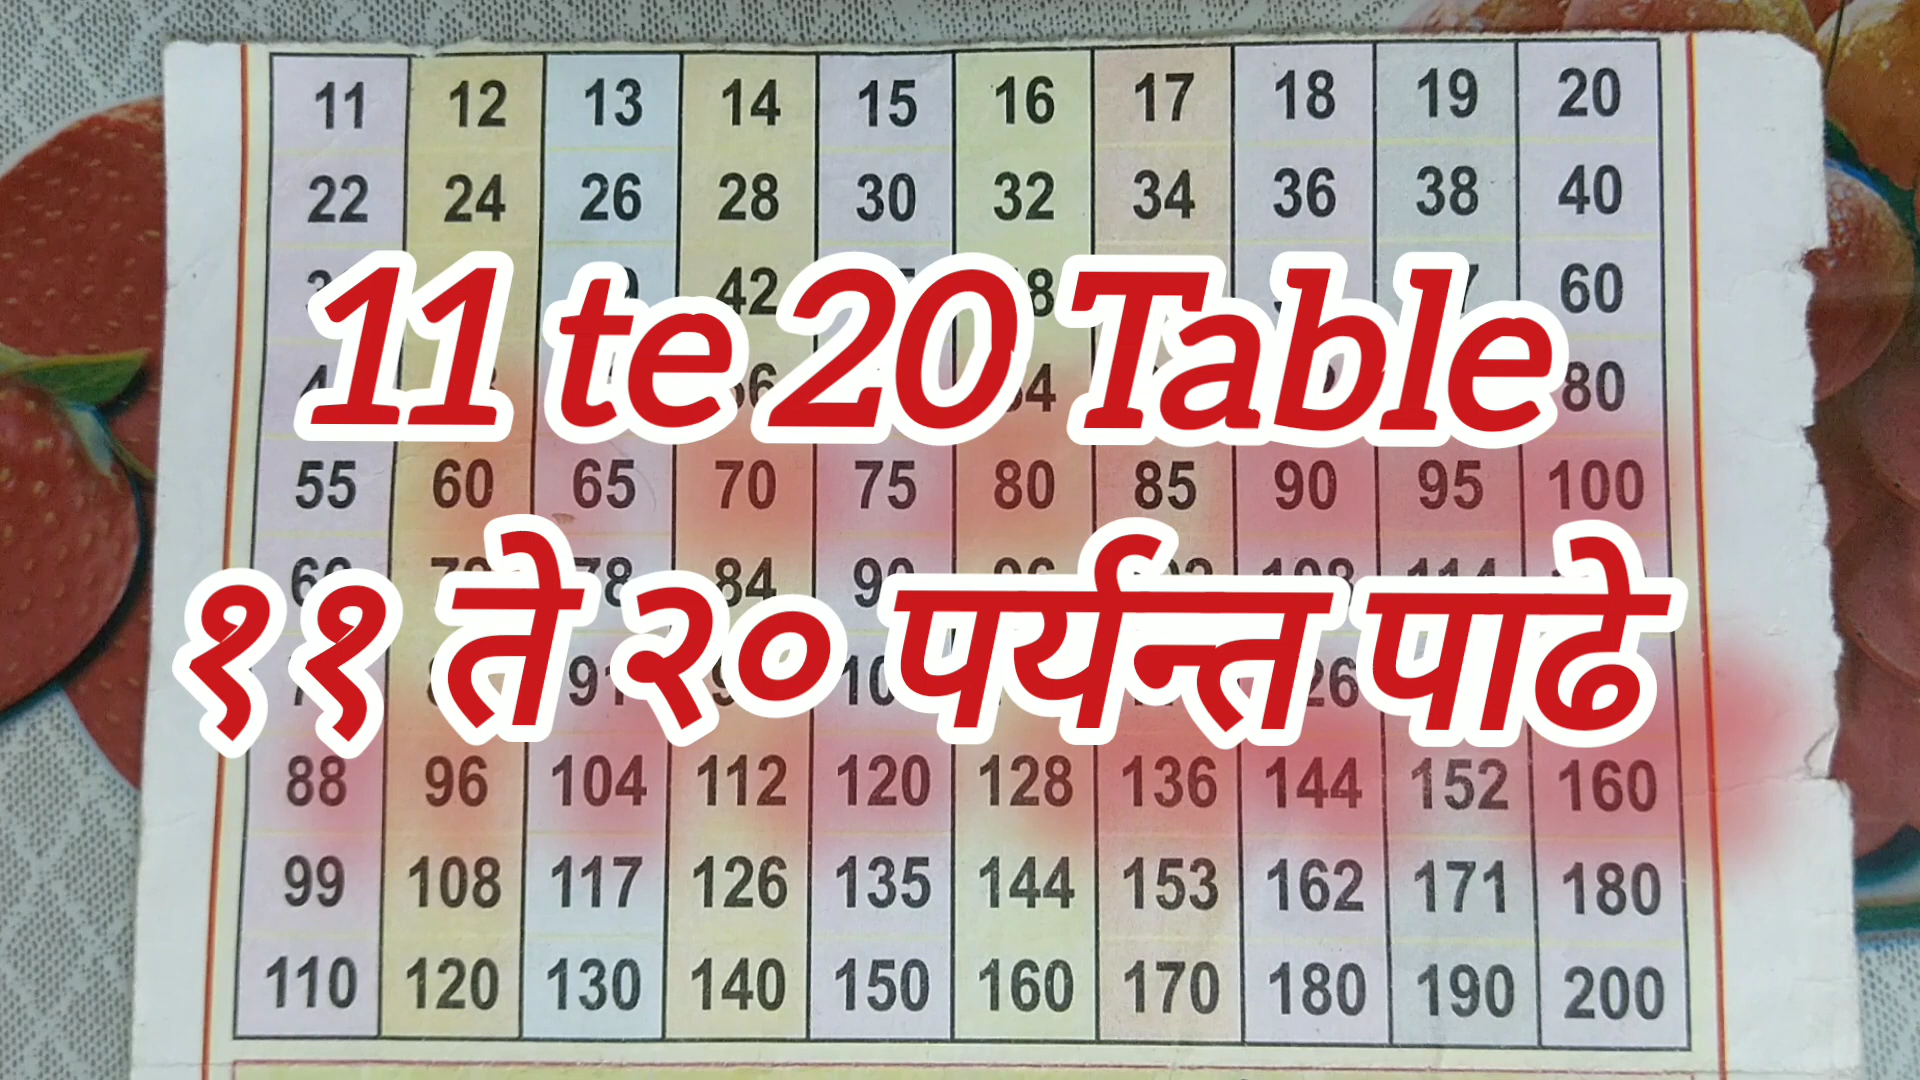 11 12 13 14 15 16 17 18 19 20
22 24 26 28 30 32 34 36 38 40
42 60
11 te 20 Table
80
55 60 65 70 75 80 85 90 95 100
84
११ ते २० पर्यन्त पाढे
88 96 104 112 120 128 136 144 152 160
99 108 117 126 135 144 153 162 171 180
110 120 130 140 150 160 170 180 190 200